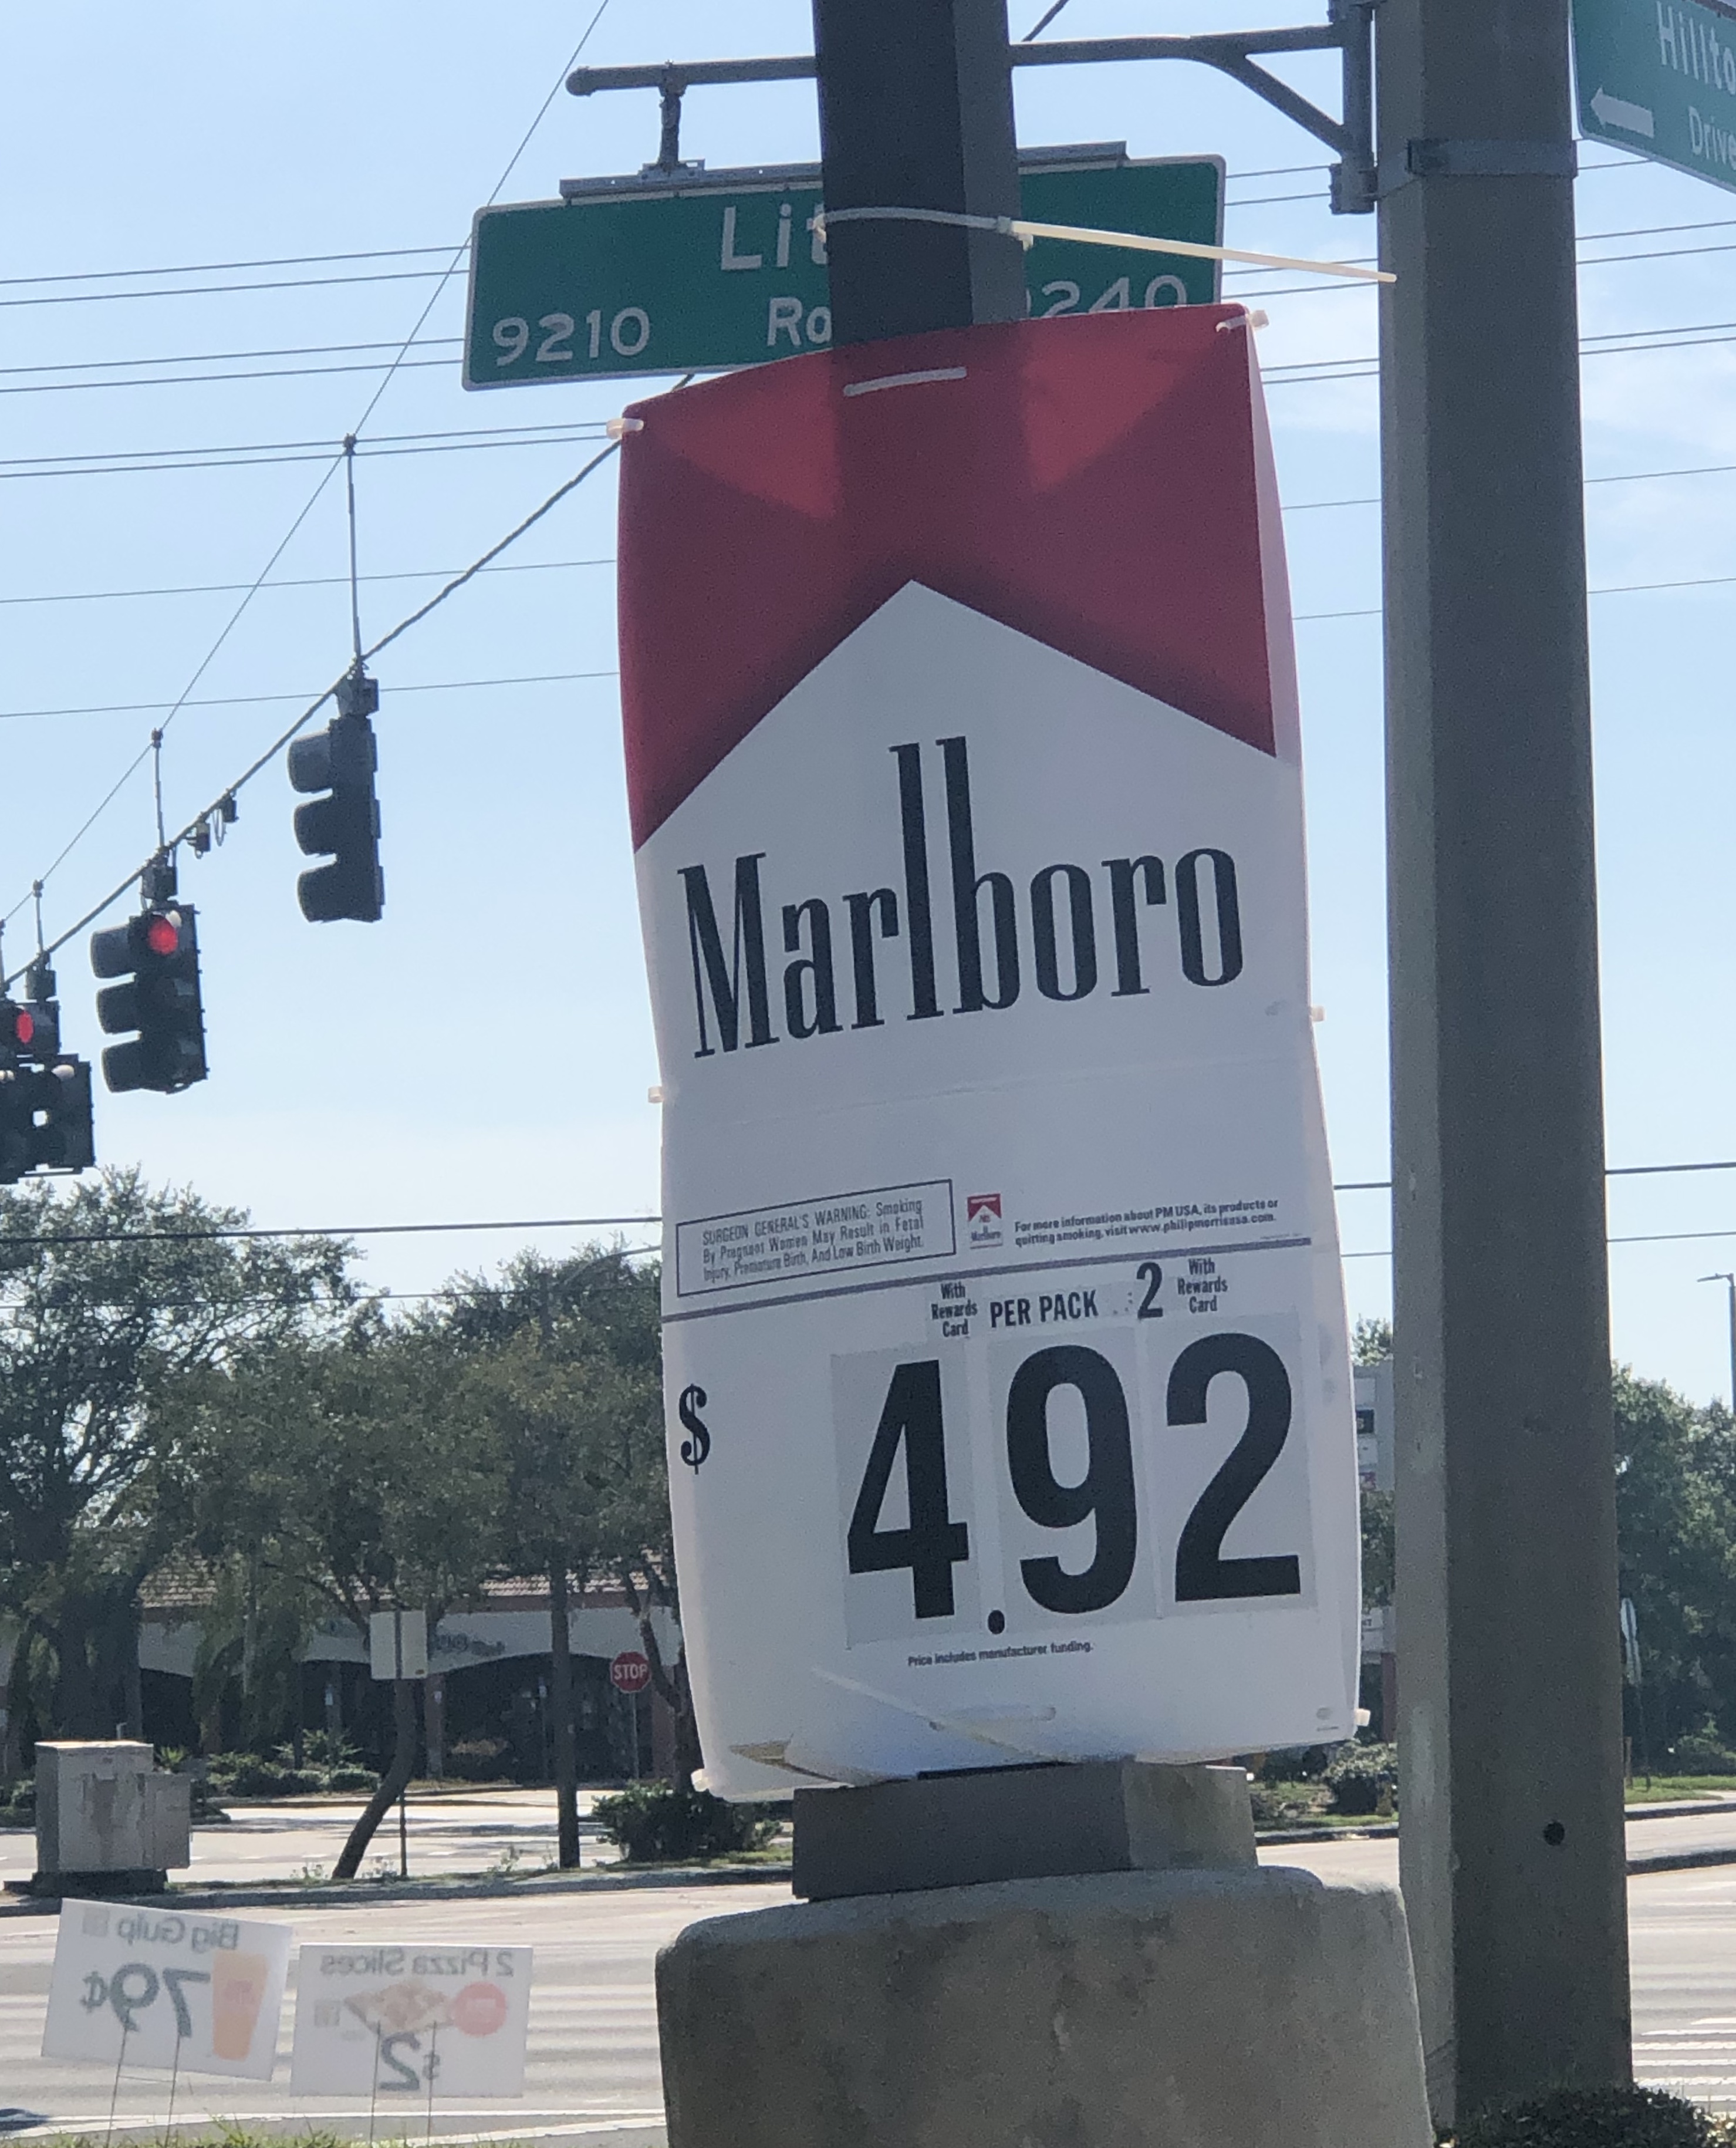 Hillto
Drive
Lit
9210 Ro 9240
Marlboro
SURGEON GENERAL'S WARNING: Smoking
By Pregnant Women May Result in Fetal
Injury, Premature Birth, And Low Birth Weight.
Marlboro
For more information about PM USA, its products or
quitting smoking, visit www.philipmorrisusa.com.
With
Rewards
Card
PER PACK
2
With
Rewards
Card
$ 4.92
Price includes manufacturer funding.
STOP
Big Gulp
79¢
2 Pizza Slices
$2